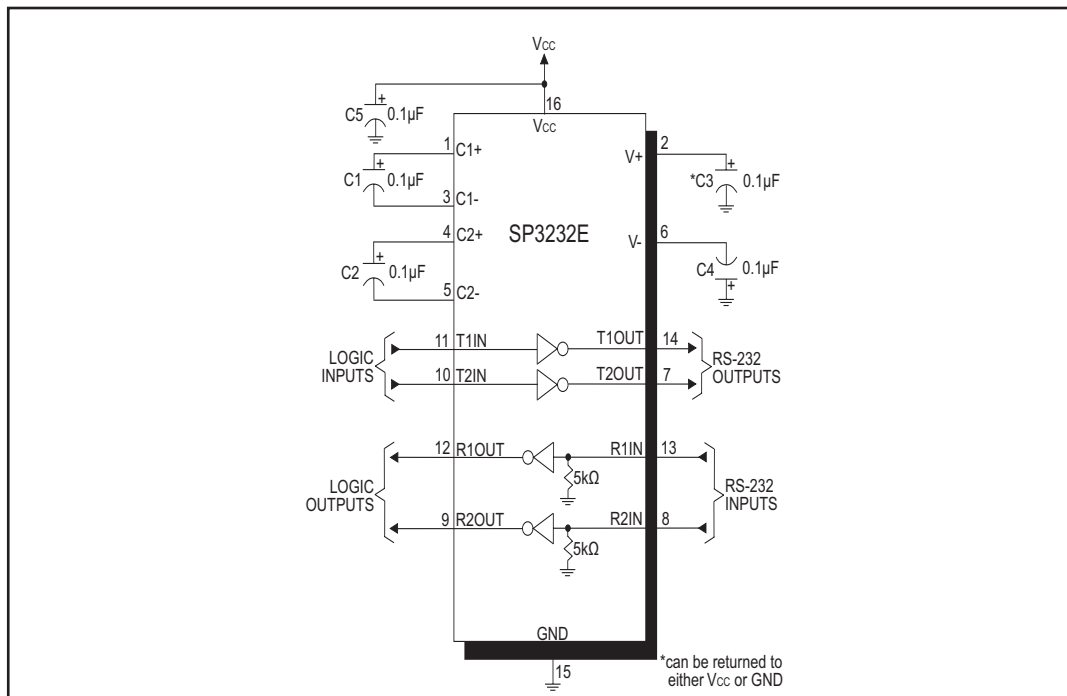 Vcc
16
Vcc
+
C5
0.1µF
1
C1+
+
C1
0.1µF
3
C1-
4
C2+
+
C2
0.1µF
5
C2-
SP3232E
2
V+
+
*C3
0.1µF
6
V-
C4
0.1µF
+
LOGIC
INPUTS
11
T1IN
T1OUT
14
10
T2IN
T2OUT
7
RS-232
OUTPUTS
LOGIC
OUTPUTS
12
R1OUT
R1IN
13
5kΩ
9
R2OUT
R2IN
8
5kΩ
RS-232
INPUTS
GND
15
*can be returned to
either Vcc or GND